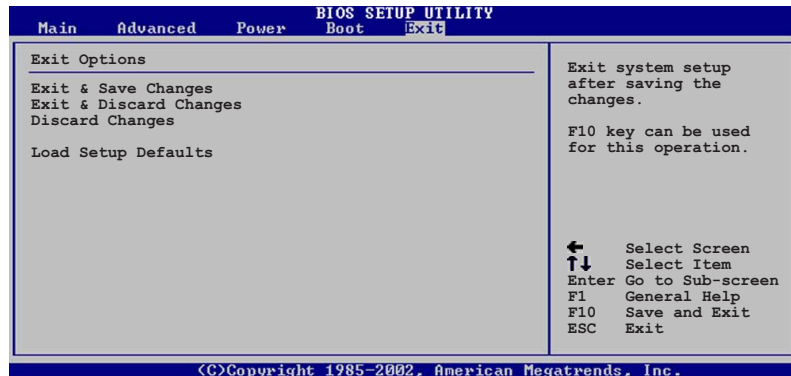 BIOS SETUP UTILITY
Main Advanced Power Boot Exit
Exit Options
Exit & Save Changes
Exit & Discard Changes
Discard Changes
Load Setup Defaults
Exit system setup
after saving the
changes.
F10 key can be used
for this operation.
← Select Screen
↑↓ Select Item
Enter Go to Sub-screen
F1 General Help
F10 Save and Exit
ESC Exit
(C)Copyright 1985-2002, American Megatrends, Inc.